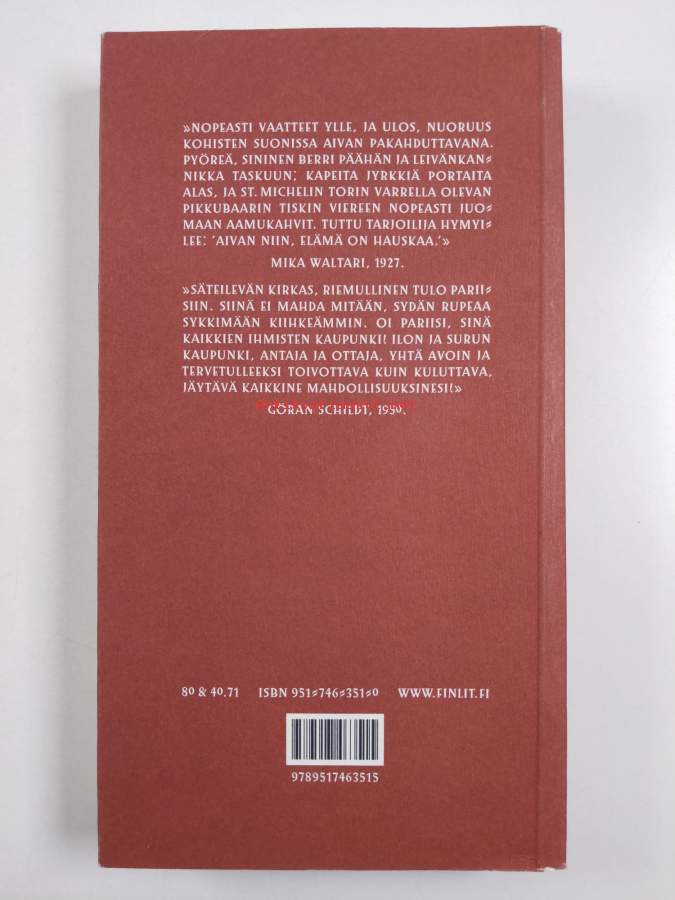 »NOPEASTI VAATTEET YLLE, JA ULOS, NUORUUS
KOHISTEN SUONISSA AIVAN PAKAHDUTTAVANA.
PYÖREÄ, SININEN BERRI PÄÄHÄN JA LEIVÄNKAN=
NIKKA TASKUUN; KAPEITA JYRKKIÄ PORTAITA
ALAS, JA ST. MICHELIN TORIN VARRELLA OLEVAN
PIKKUBAARIN TISKIN VIEREEN NOPEASTI JUO=
MAAN AAMUKAHVIT. TUTTU TARJOILIJA HYMYI=
LEE: 'AIVAN NIIN, ELÄMÄ ON HAUSKAA.'»
MIKA WALTARI, 1927.
»SÄTEILEVÄN KIRKAS, RIEMULLINEN TULO PARII=
SIIN. SIINÄ EI MAHDA MITÄÄN, SYDÄN RUPEAA
SYKKIMÄÄN KIIHKEÄMMIN. OI PARIISI, SINÄ
KAIKKIEN IHMISTEN KAUPUNKI! ILON JA SURUN
KAUPUNKI, ANTAJA JA OTTAJA, YHTÄ AVOIN JA
TERVETULLEEKSI TOIVOTTAVA KUIN KULUTTAVA,
JÄYTÄVÄ KAIKKINE MAHDOLLISUUKSINESI!»
GÖRAN SCHILDT, 1950.
80 & 40.71 ISBN 951=746=351=0 WWW.FINLIT.FI
9789517463515